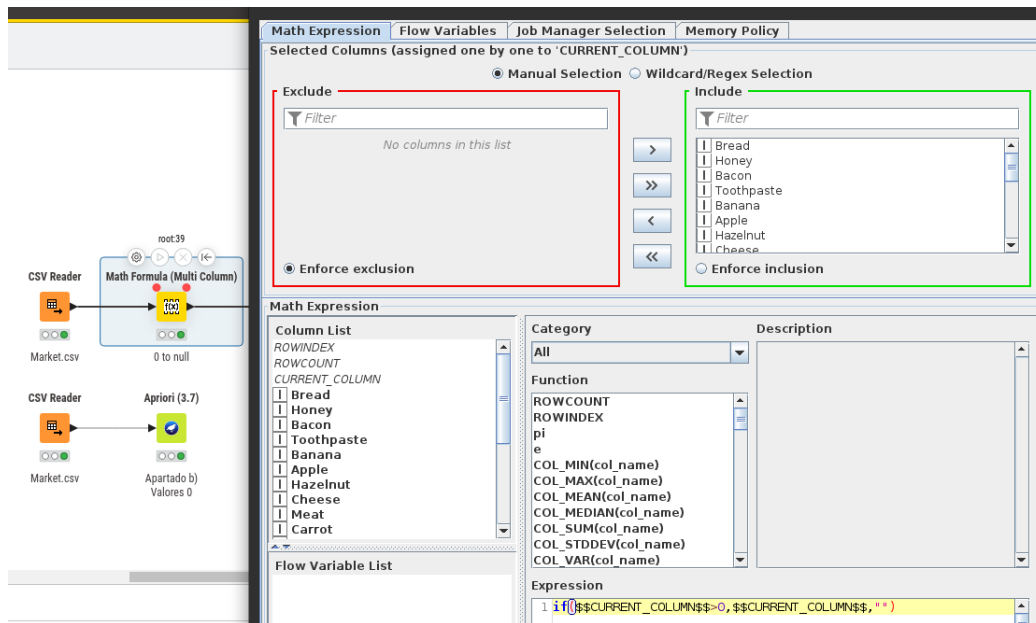 root:39
CSV Reader
Math Formula (Multi Column)
f(x)
Market.csv
0 to null
CSV Reader
Apriori (3.7)
Market.csv
Apartado b)
Valores 0
Math Expression
Flow Variables
Job Manager Selection
Memory Policy
Selected Columns (assigned one by one to 'CURRENT_COLUMN')
Manual Selection
Wildcard/Regex Selection
Exclude
Filter
No columns in this list
Enforce exclusion
>
»
<
«
Include
Filter
I Bread
I Honey
I Bacon
I Toothpaste
I Banana
I Apple
I Hazelnut
I Cheese
Enforce inclusion
Math Expression
Column List
ROWINDEX
ROWCOUNT
CURRENT_COLUMN
I Bread
I Honey
I Bacon
I Toothpaste
I Banana
I Apple
I Hazelnut
I Cheese
I Meat
I Carrot
Flow Variable List
Category
All
Function
ROWCOUNT
ROWINDEX
pi
e
COL_MIN(col_name)
COL_MAX(col_name)
COL_MEAN(col_name)
COL_MEDIAN(col_name)
COL_SUM(col_name)
COL_STDDEV(col_name)
COL_VAR(col_name)
Description
Expression
1 if($$CURRENT_COLUMN$$>0,$$CURRENT_COLUMN$$,"")